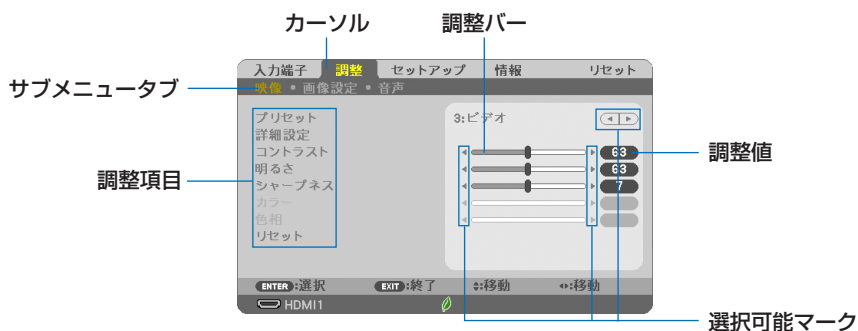 カーソル
調整バー
入力端子 調整 セットアップ 情報 リセット
サブメニュータブ
映像 • 画像設定 • 音声
プリセット
3:ビデオ
詳細設定
コントラスト
63
調整値
明るさ
63
調整項目
シャープネス
7
カラー
色相
リセット
ENTER:選択 EXIT:終了 :移動 :移動
HDMI1
選択可能マーク